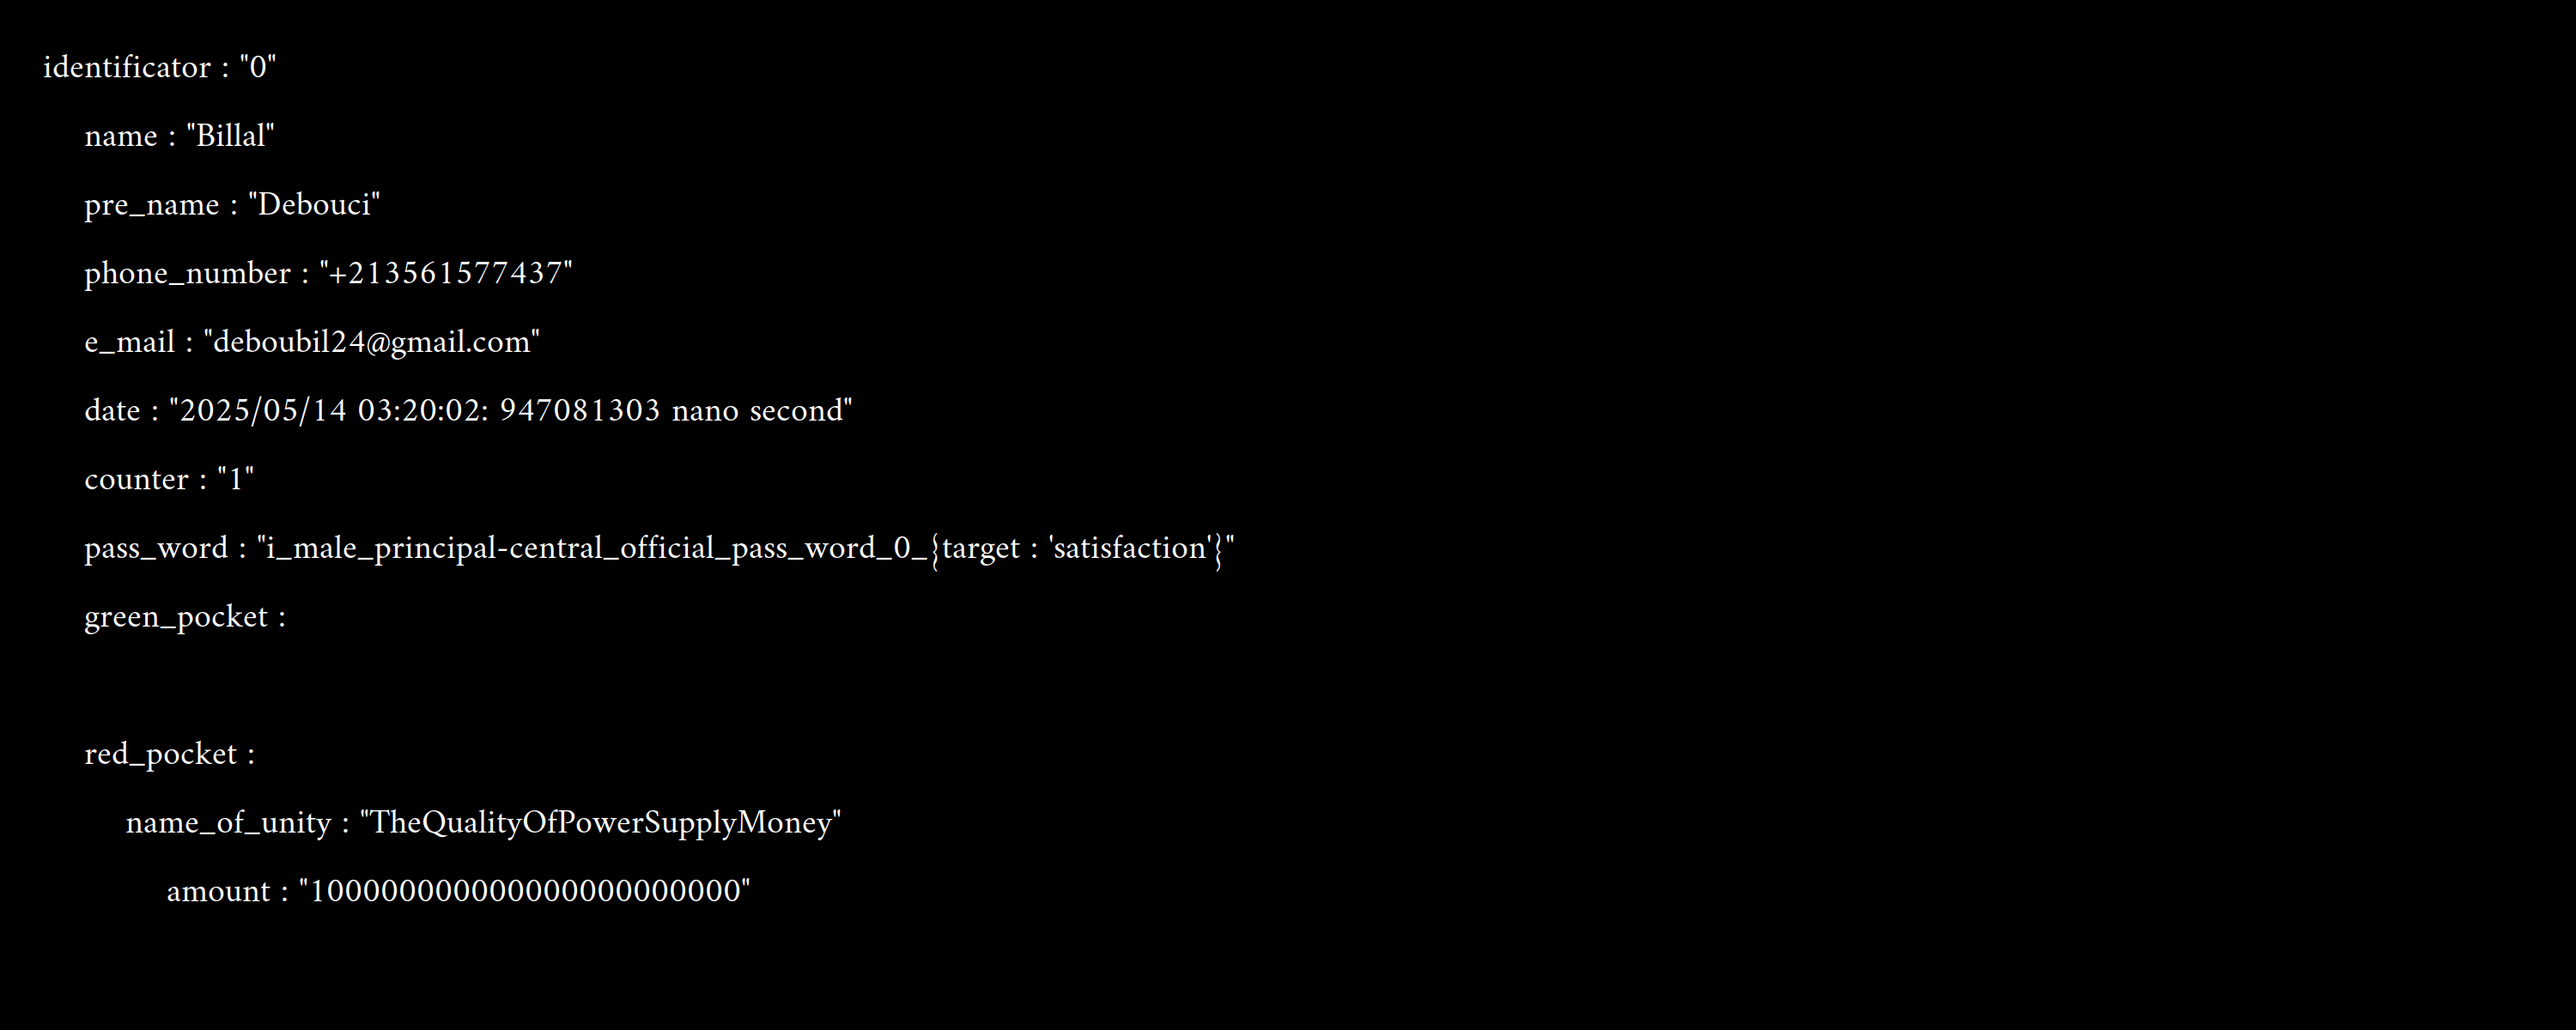 identificator : "0"
name : "Billal"
pre_name : "Debouci"
phone_number : "+213561577437"
e_mail : "deboubil24@gmail.com"
date : "2025/05/14 03:20:02: 947081303 nano second"
counter : "1"
pass_word : "i_male_principal-central_official_pass_word_0_{target : 'satisfaction'}"
green_pocket :
red_pocket :
name_of_unity : "TheQualityOfPowerSupplyMoney"
amount : "100000000000000000000000"